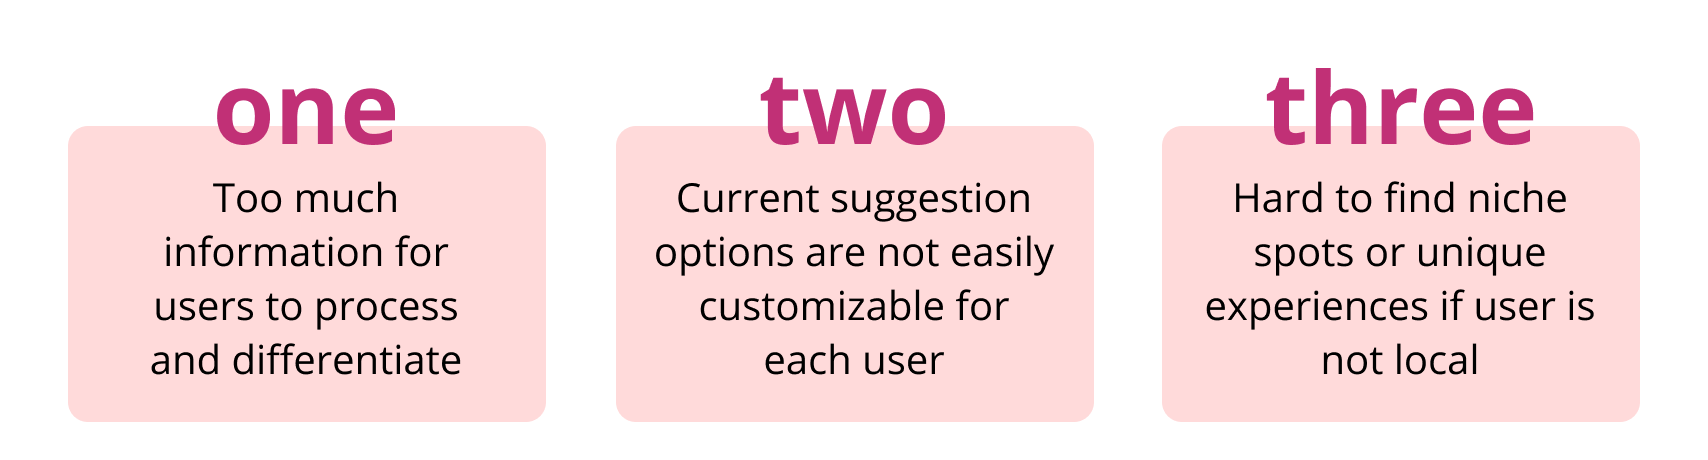 one
Too much
information for
users to process
and differentiate
two
Current suggestion
options are not easily
customizable for
each user
three
Hard to find niche
spots or unique
experiences if user is
not local